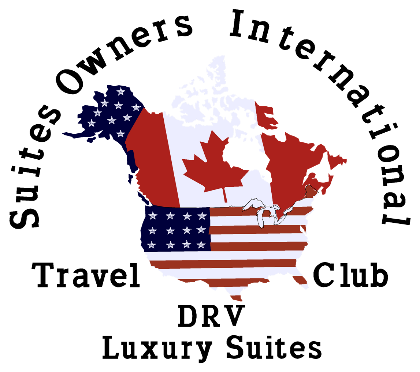 Suites Owners International
Travel Club
DRV
Luxury Suites